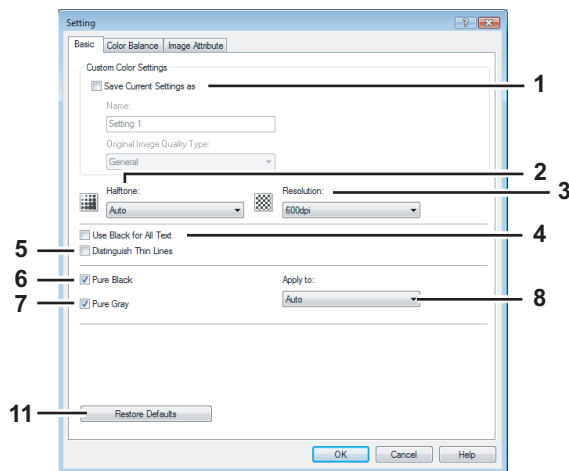 Setting
Basic Color Balance Image Attribute
Custom Color Settings
Save Current Settings as 1
Name:
Setting 1
Original Image Quality Type:
General
2
Halftone: Resolution: 3
Auto 600dpi
Use Black for All Text 4
5 Distinguish Thin Lines
6 Pure Black Apply to:
Auto 8
7 Pure Gray
11 Restore Defaults
OK Cancel Help